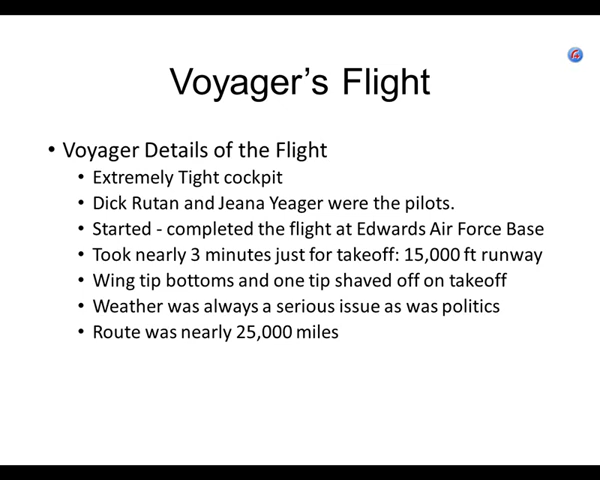 Voyager’s Flight
• Voyager Details of the Flight
• Extremely Tight cockpit
• Dick Rutan and Jeana Yeager were the pilots.
• Started - completed the flight at Edwards Air Force Base
• Took nearly 3 minutes just for takeoff: 15,000 ft runway
• Wing tip bottoms and one tip shaved off on takeoff
• Weather was always a serious issue as was politics
• Route was nearly 25,000 miles